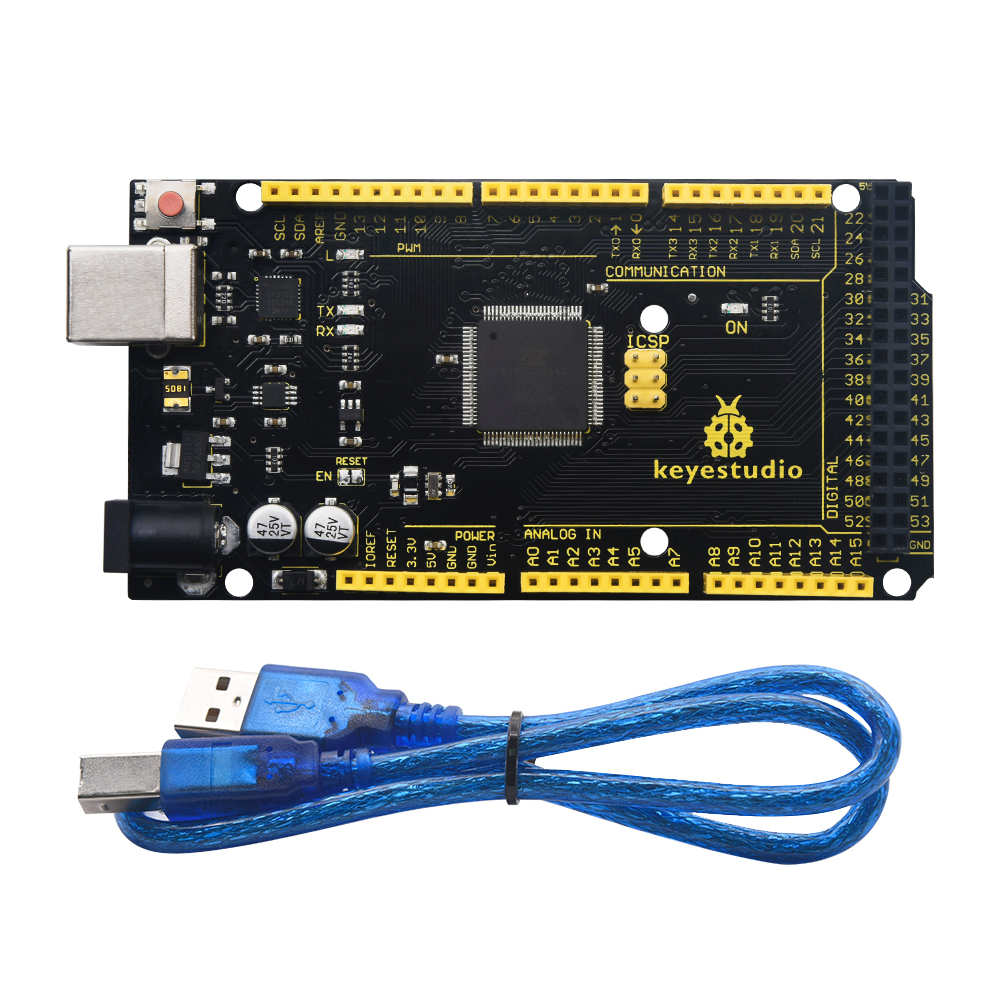 SCL
SDA
AREF
GND
13
12
11
10
9
8
7
6
5
4
3
2
TX0→1
RX0←0
TX3 14
RX3 15
TX2 16
RX2 17
TX1 18
RX1 19
SDA 20
SCL 21
5V
22
24
26
28
30 31
32 33
34 35
36 37
38 39
40 41
42 43
44 45
46 47
48 49
50 51
52 53
GND
PWM
L
COMMUNICATION
TX
RX
ON
ICSP
5081
keyestudio
RESET
EN
DIGITAL
47
25V
VT
47
25V
VT
IOREF
RESET
3.3V
5V
GND
GND
Vin
POWER
ANALOG IN
A0
A1
A2
A3
A4
A5
A7
A8
A9
A10
A11
A12
A13
A14
A15